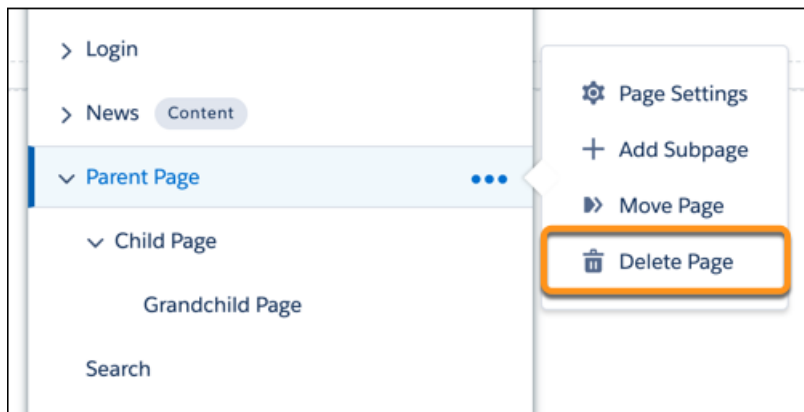 Login
News Content
Parent Page
Child Page
Grandchild Page
Search
Page Settings
Add Subpage
Move Page
Delete Page